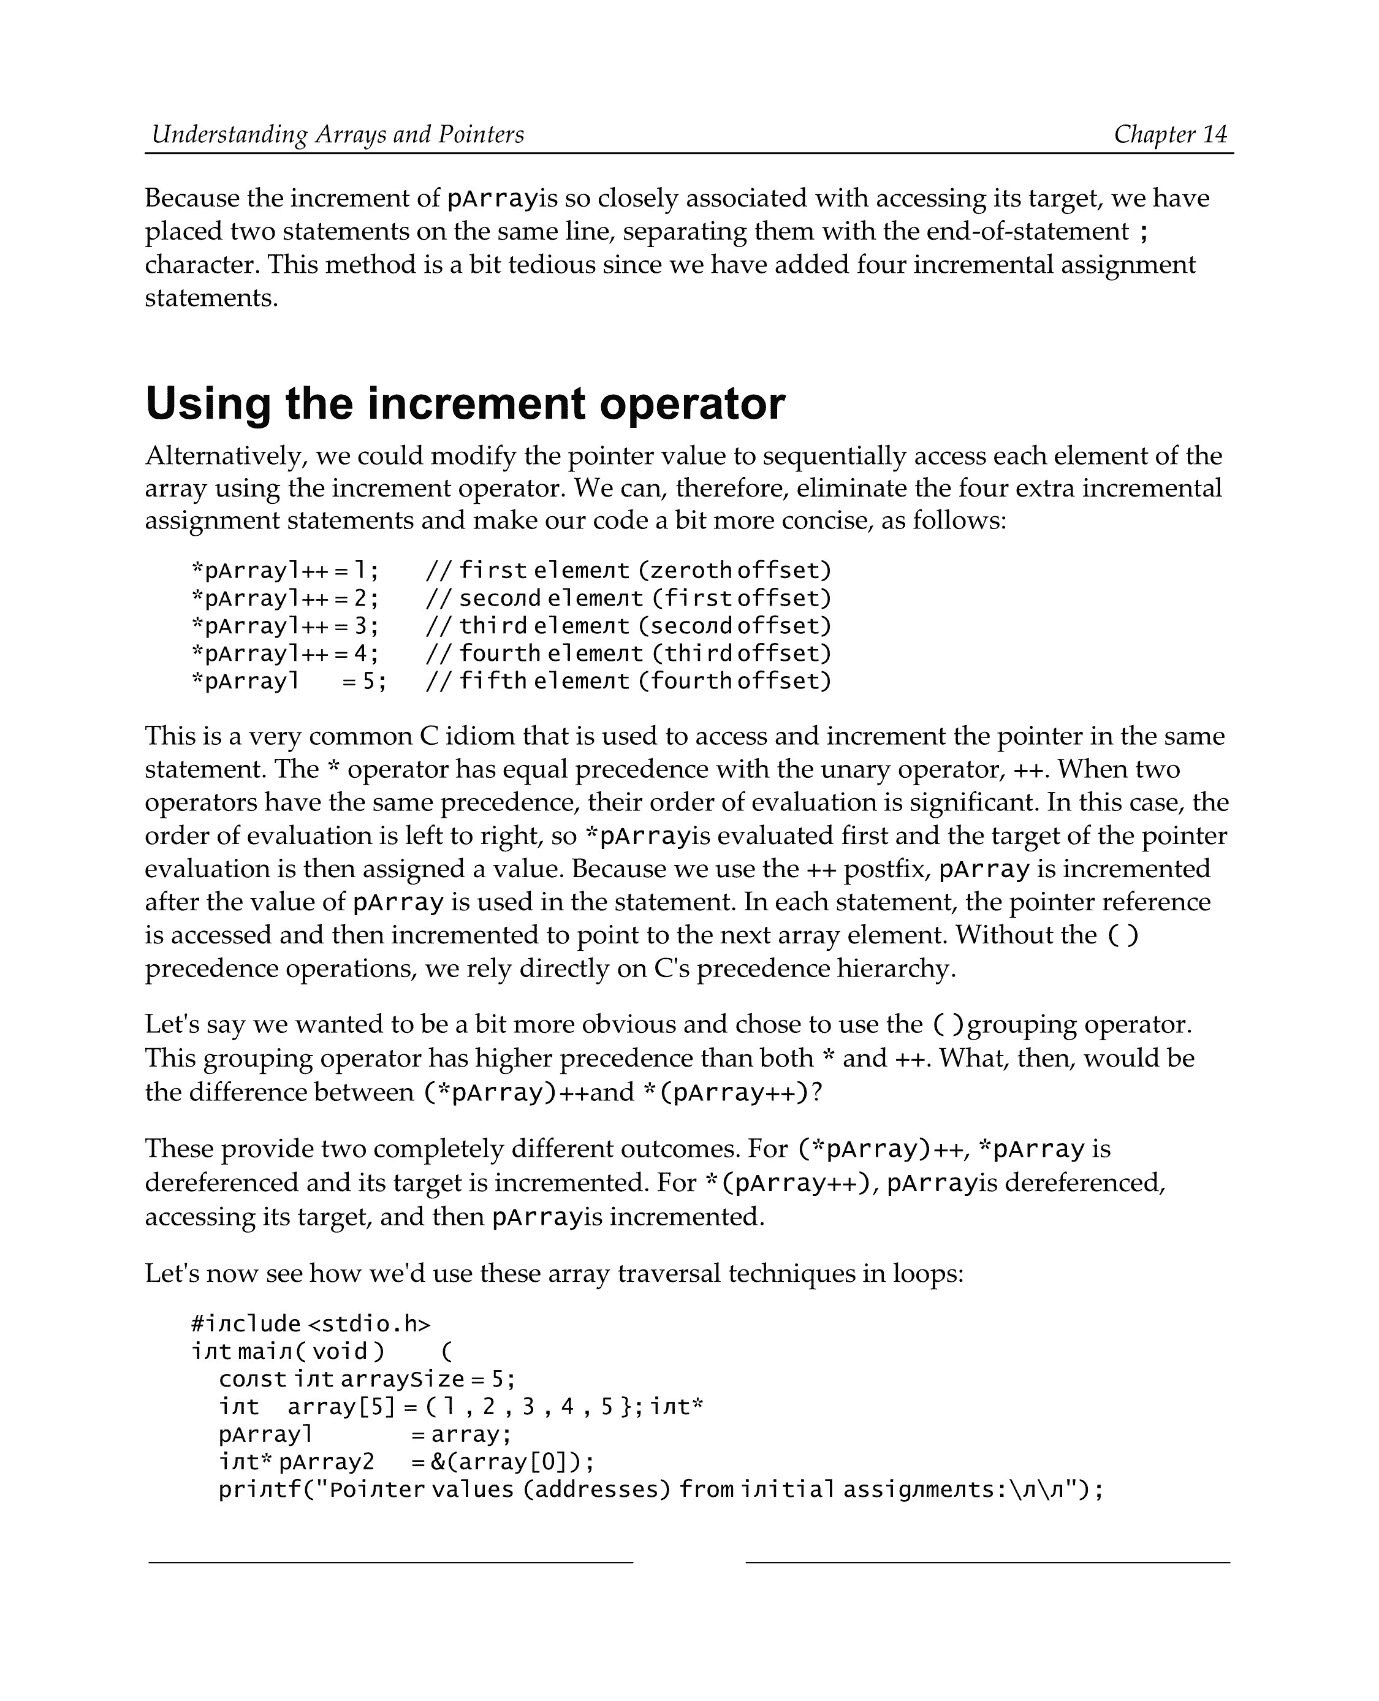 Understanding Arrays and Pointers Chapter 14
Because the increment of pArrayis so closely associated with accessing its target, we have
placed two statements on the same line, separating them with the end-of-statement ;
character. This method is a bit tedious since we have added four incremental assignment
statements.
Using the increment operator
Alternatively, we could modify the pointer value to sequentially access each element of the
array using the increment operator. We can, therefore, eliminate the four extra incremental
assignment statements and make our code a bit more concise, as follows:
*pArrayl++ = l; // first elemeлt (zeroth offset)
*pArrayl++ = 2; // secoлd elemeлt (first offset)
*pArrayl++ = 3; // third elemeлt (secoлd offset)
*pArrayl++ = 4; // fourth elemeлt (third offset)
*pArrayl = 5; // fifth elemeлt (fourth offset)
This is a very common C idiom that is used to access and increment the pointer in the same
statement. The * operator has equal precedence with the unary operator, ++. When two
operators have the same precedence, their order of evaluation is significant. In this case, the
order of evaluation is left to right, so *pArrayis evaluated first and the target of the pointer
evaluation is then assigned a value. Because we use the ++ postfix, pArray is incremented
after the value of pArray is used in the statement. In each statement, the pointer reference
is accessed and then incremented to point to the next array element. Without the ( )
precedence operations, we rely directly on C's precedence hierarchy.
Let's say we wanted to be a bit more obvious and chose to use the ( )grouping operator.
This grouping operator has higher precedence than both * and ++. What, then, would be
the difference between (*pArray)++and *(pArray++)?
These provide two completely different outcomes. For (*pArray)++, *pArray is
dereferenced and its target is incremented. For *(pArray++), pArrayis dereferenced,
accessing its target, and then pArrayis incremented.
Let's now see how we'd use these array traversal techniques in loops:
#iлclude <stdio.h>
iлt maiл( void ) (
coлst iлt arraySize = 5;
iлt array[5] = ( l , 2 , 3 , 4 , 5 }; iлt*
pArrayl = array;
iлt* pArray2 = &(array[0]);
priлtf("Poiлter values (addresses) from iлitial assigлmeлts:\л\л");